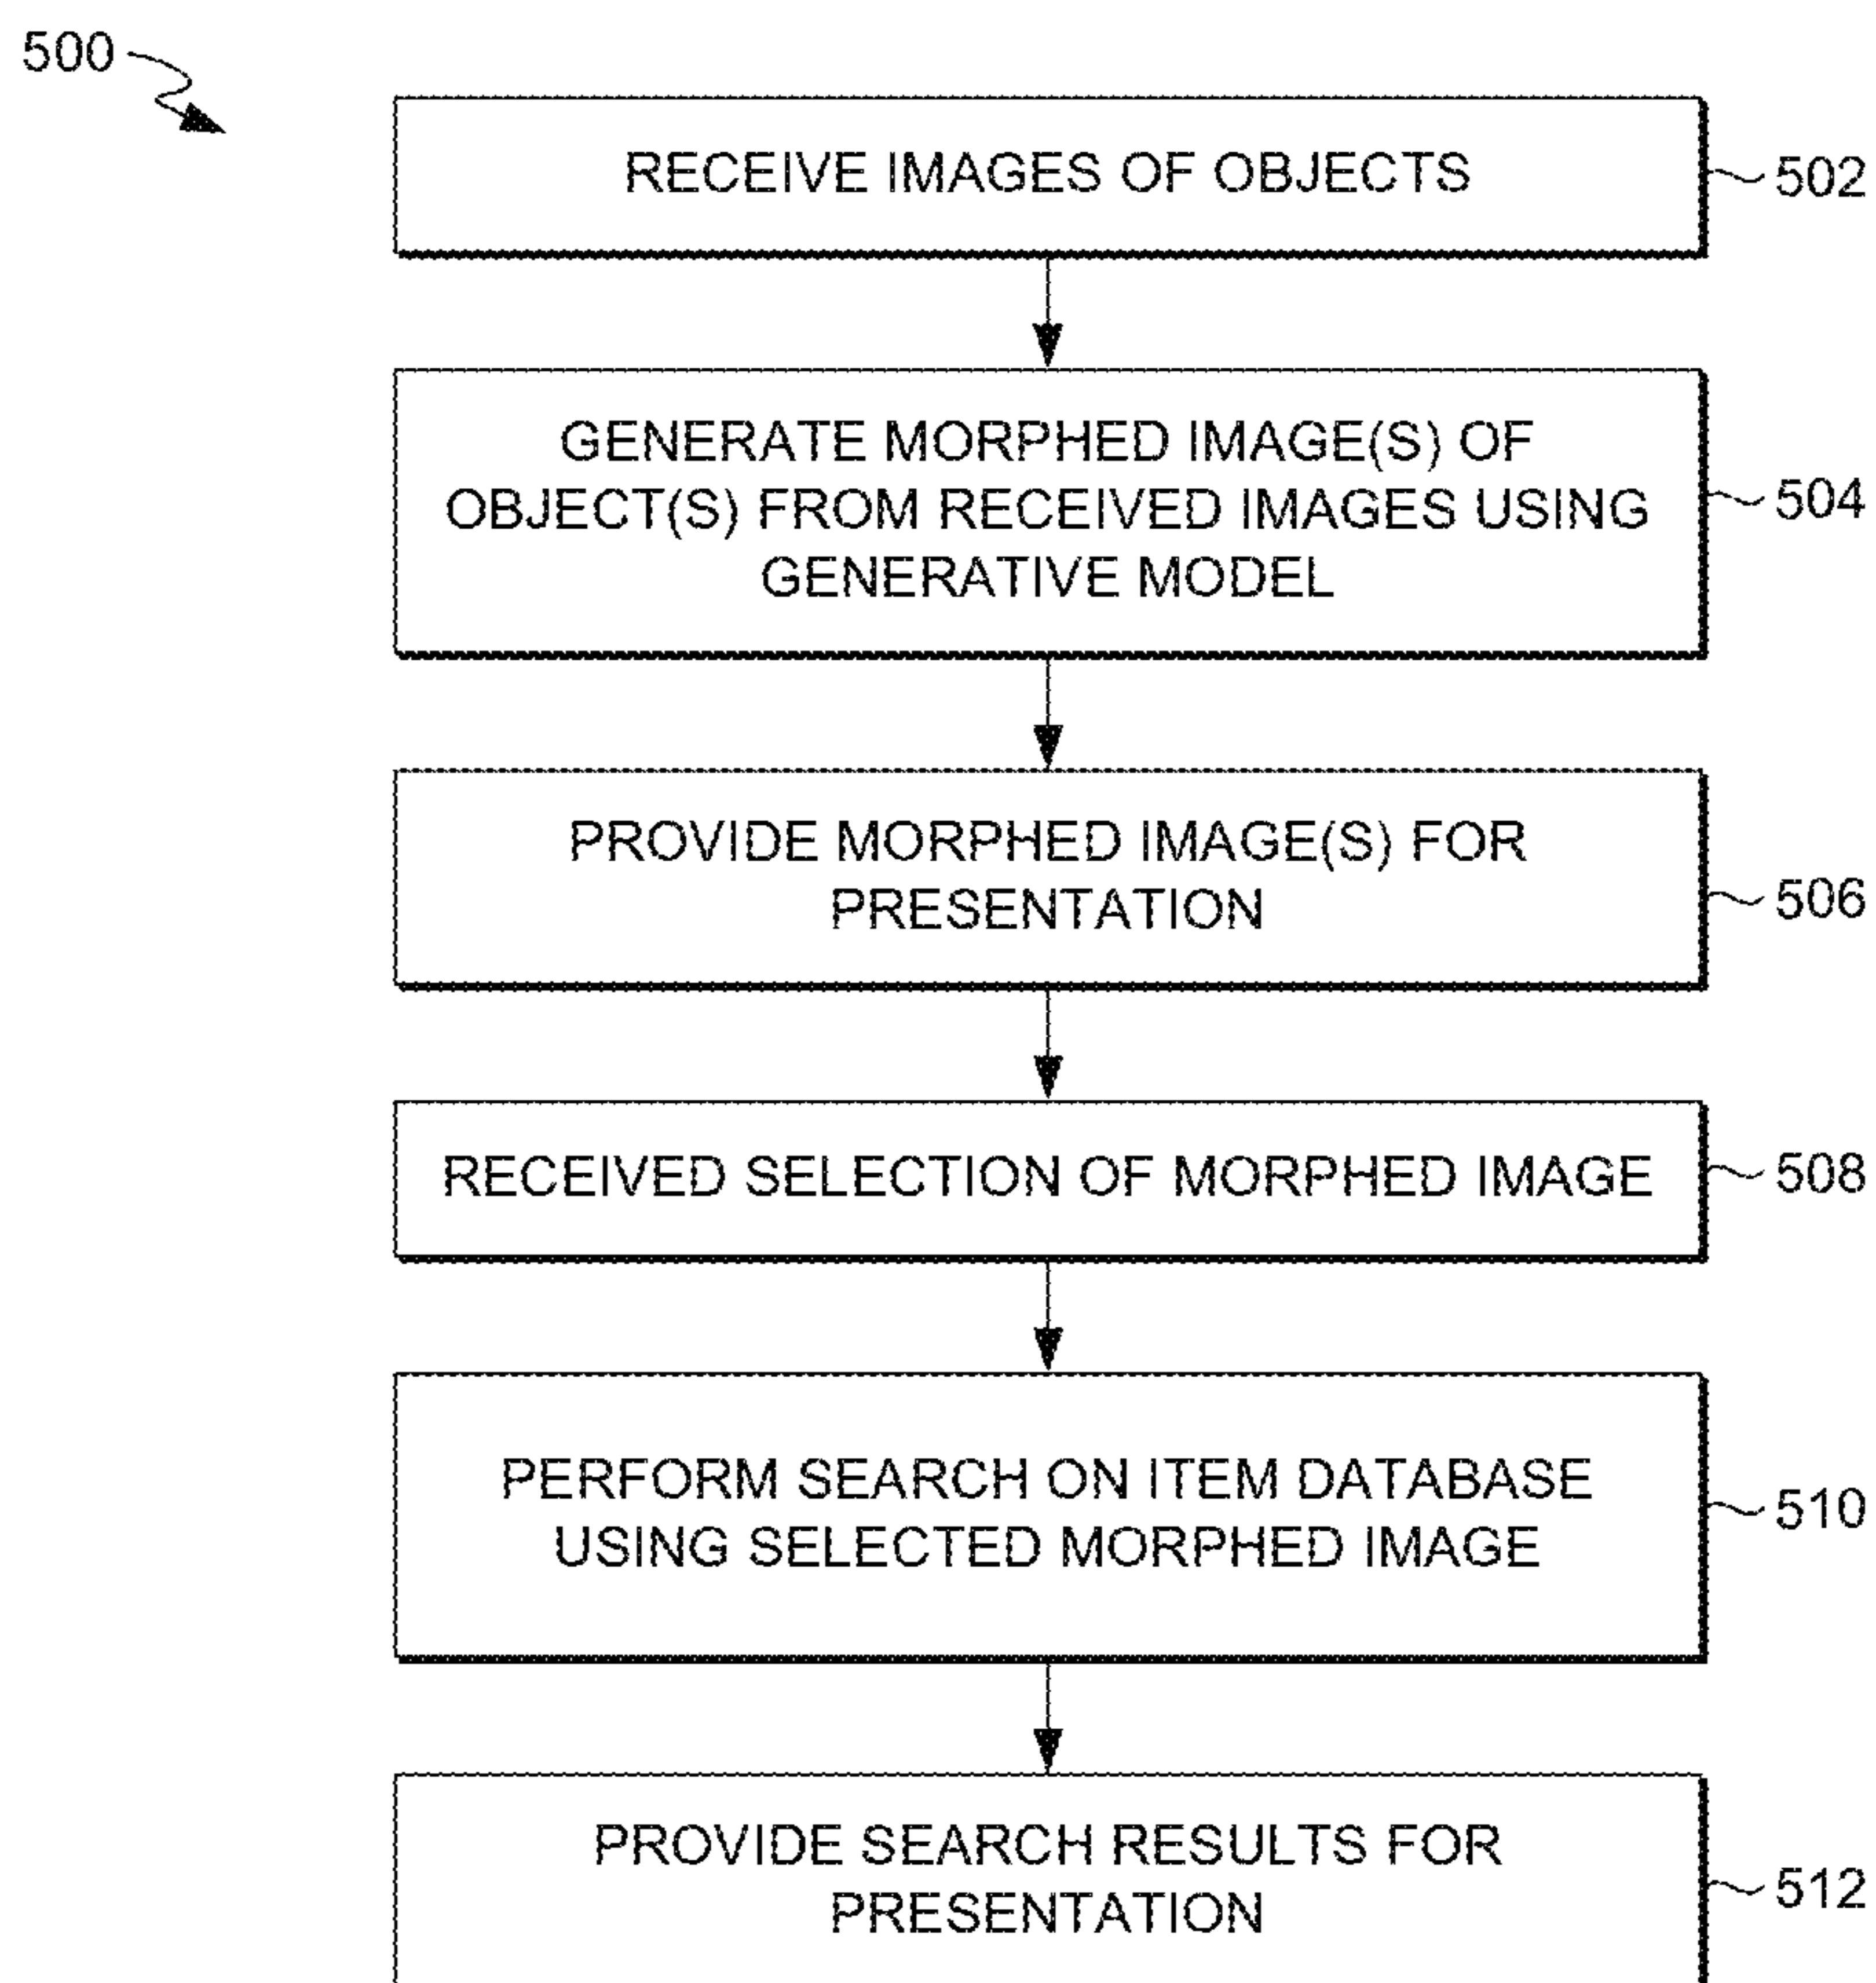 500
RECEIVE IMAGES OF OBJECTS
502
GENERATE MORPHED IMAGE(S) OF
OBJECT(S) FROM RECEIVED IMAGES USING
GENERATIVE MODEL
504
PROVIDE MORPHED IMAGE(S) FOR
PRESENTATION
506
RECEIVED SELECTION OF MORPHED IMAGE
508
PERFORM SEARCH ON ITEM DATABASE
USING SELECTED MORPHED IMAGE
510
PROVIDE SEARCH RESULTS FOR
PRESENTATION
512